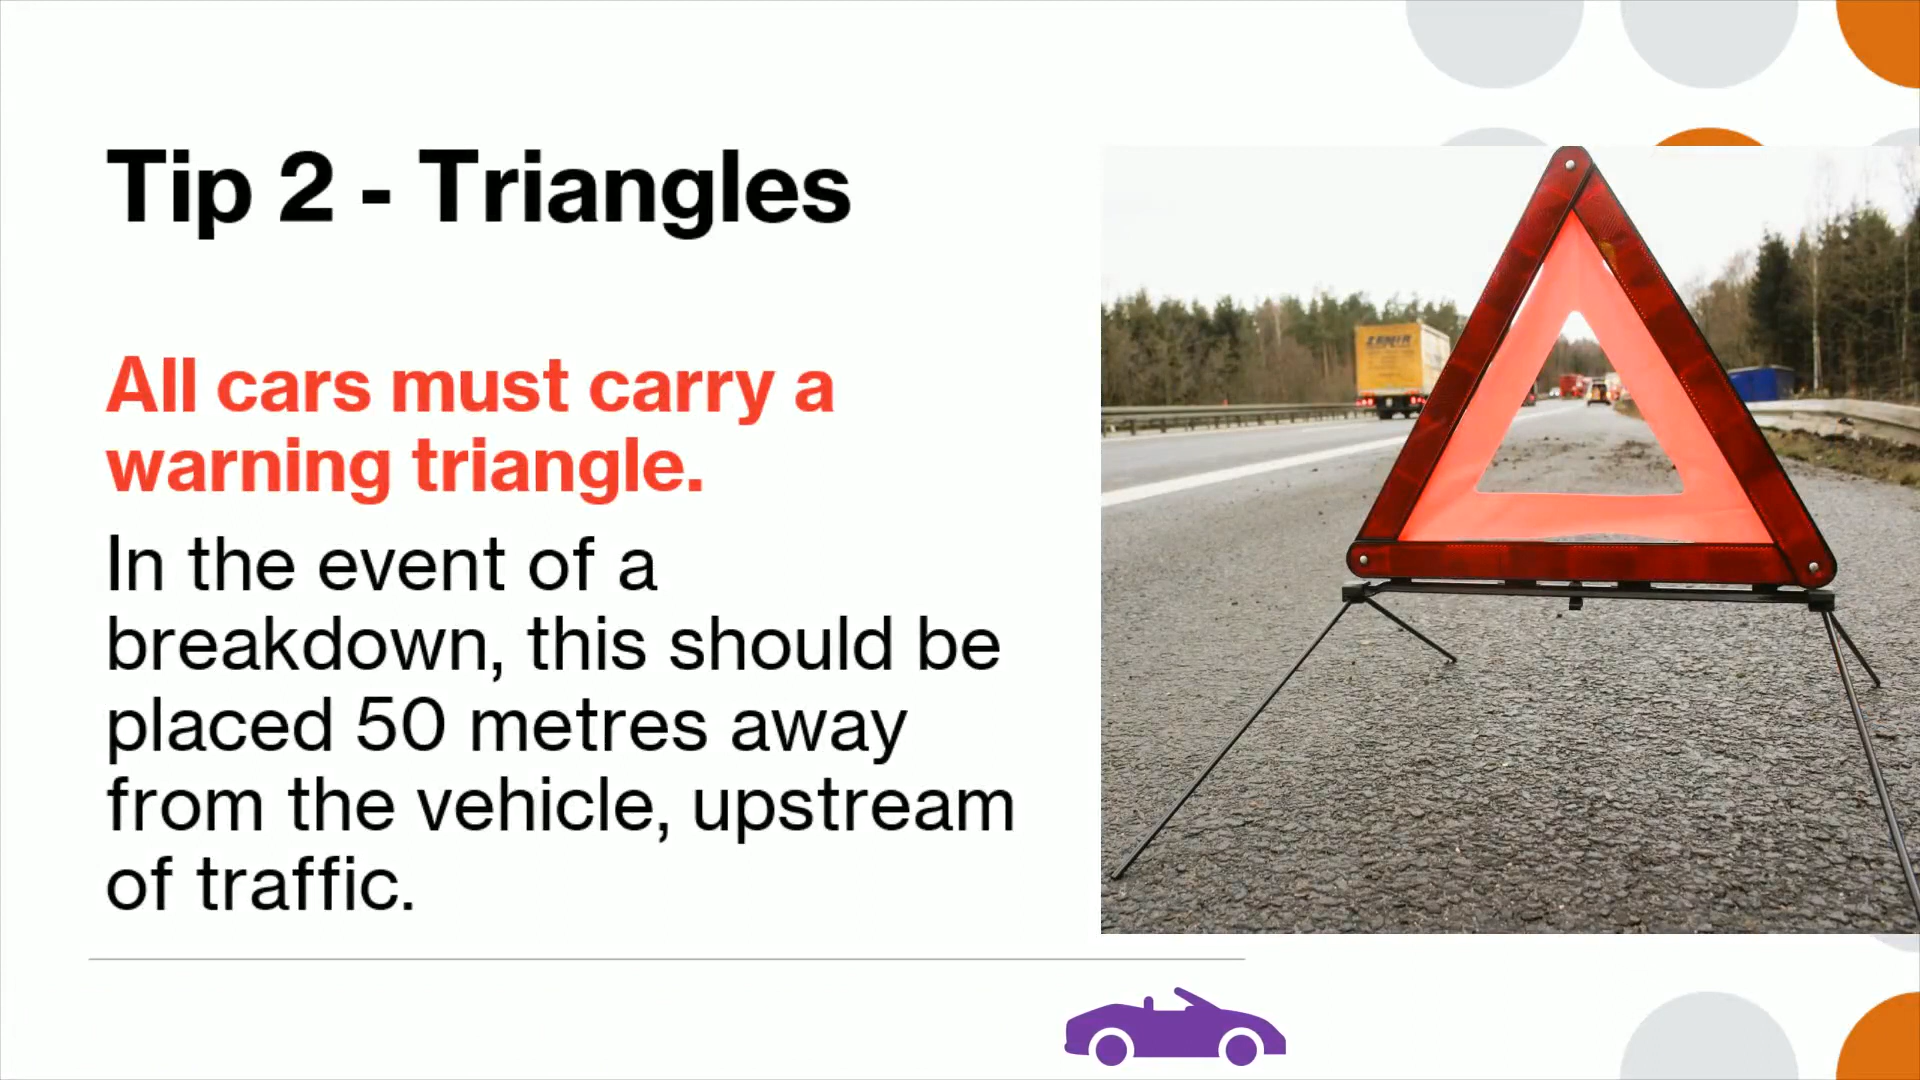 Tip 2 - Triangles
All cars must carry a
warning triangle.
In the event of a
breakdown, this should be
placed 50 metres away
from the vehicle, upstream
of traffic.